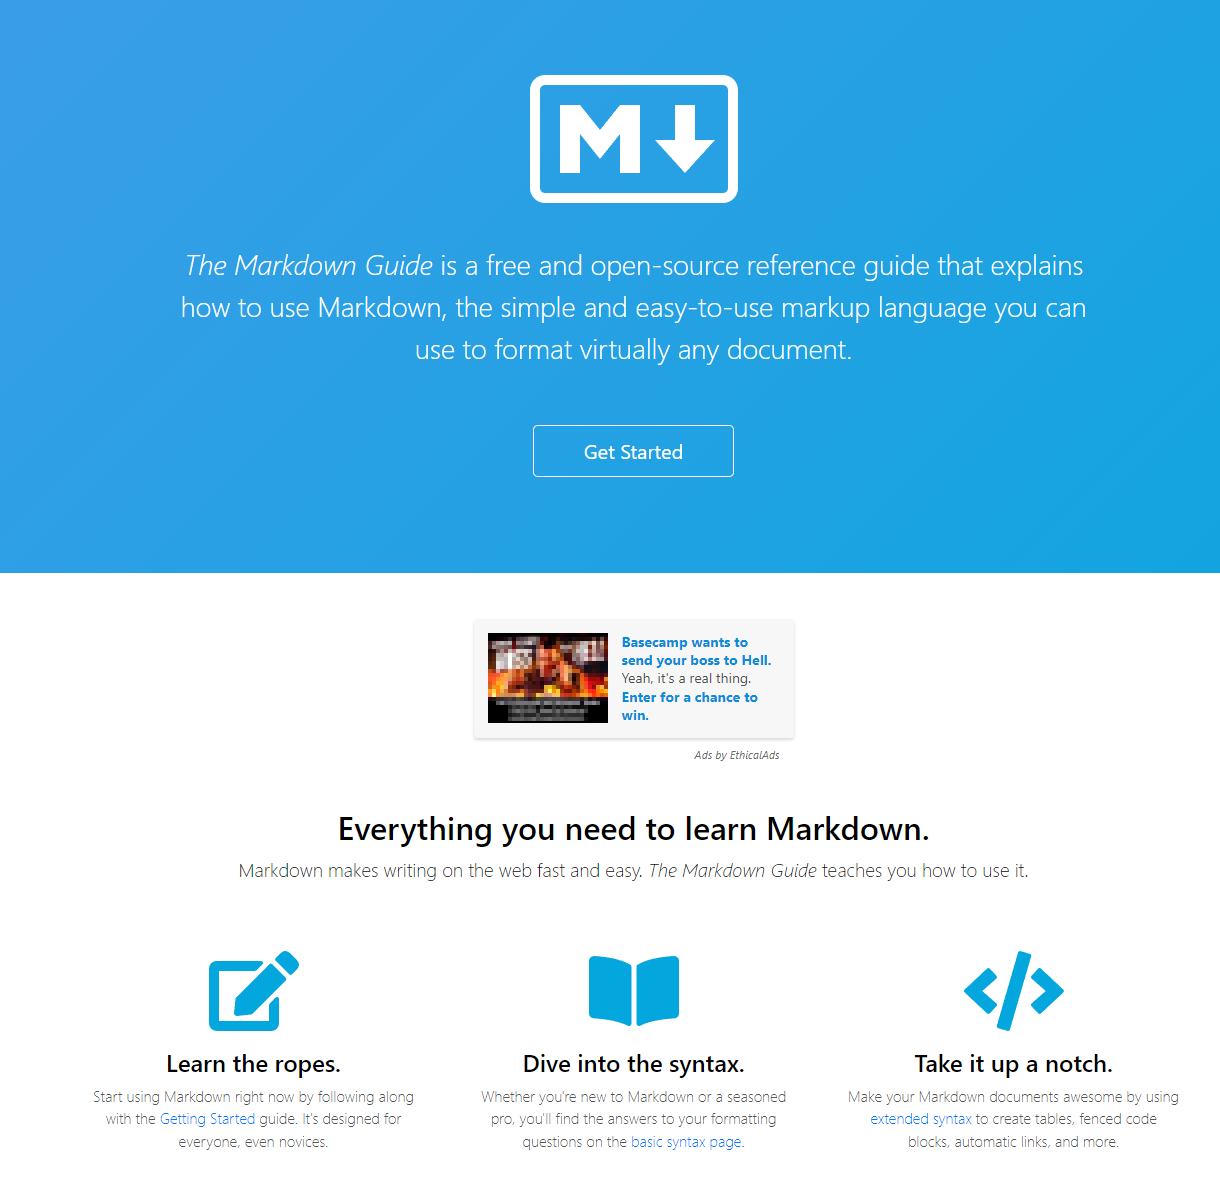 M
The Markdown Guide is a free and open-source reference guide that explains
how to use Markdown, the simple and easy-to-use markup language you can
use to format virtually any document.
Get Started
Basecamp wants to
send your boss to Hell.
Yeah, it's a real thing.
Enter for a chance to
win.
Ads by EthicalAds
Everything you need to learn Markdown.
Markdown makes writing on the web fast and easy. The Markdown Guide teaches you how to use it.
Learn the ropes.
Start using Markdown right now by following along
with the Getting Started guide. It's designed for
everyone, even novices.
Dive into the syntax.
Whether you're new to Markdown or a seasoned
pro, you'll find the answers to your formatting
questions on the basic syntax page.
Take it up a notch.
Make your Markdown documents awesome by using
extended syntax to create tables, fenced code
blocks, automatic links, and more.